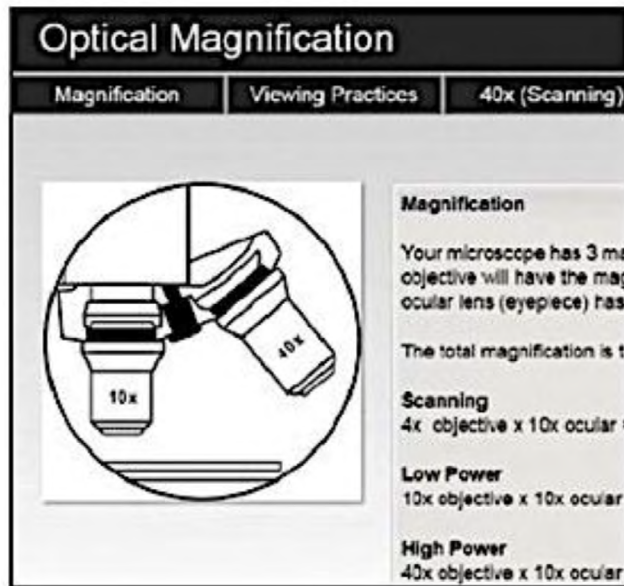 Optical Magnification
Magnification
Viewing Practices
40x (Scanning)
10x
40x
Magnification
Your microscope has 3 ma
objective will have the mag
ocular lens (eyepiece) has
The total magnification is t
Scanning
4x objective x 10x ocular
Low Power
10x objective x 10x ocular
High Power
40x objective x 10x ocular